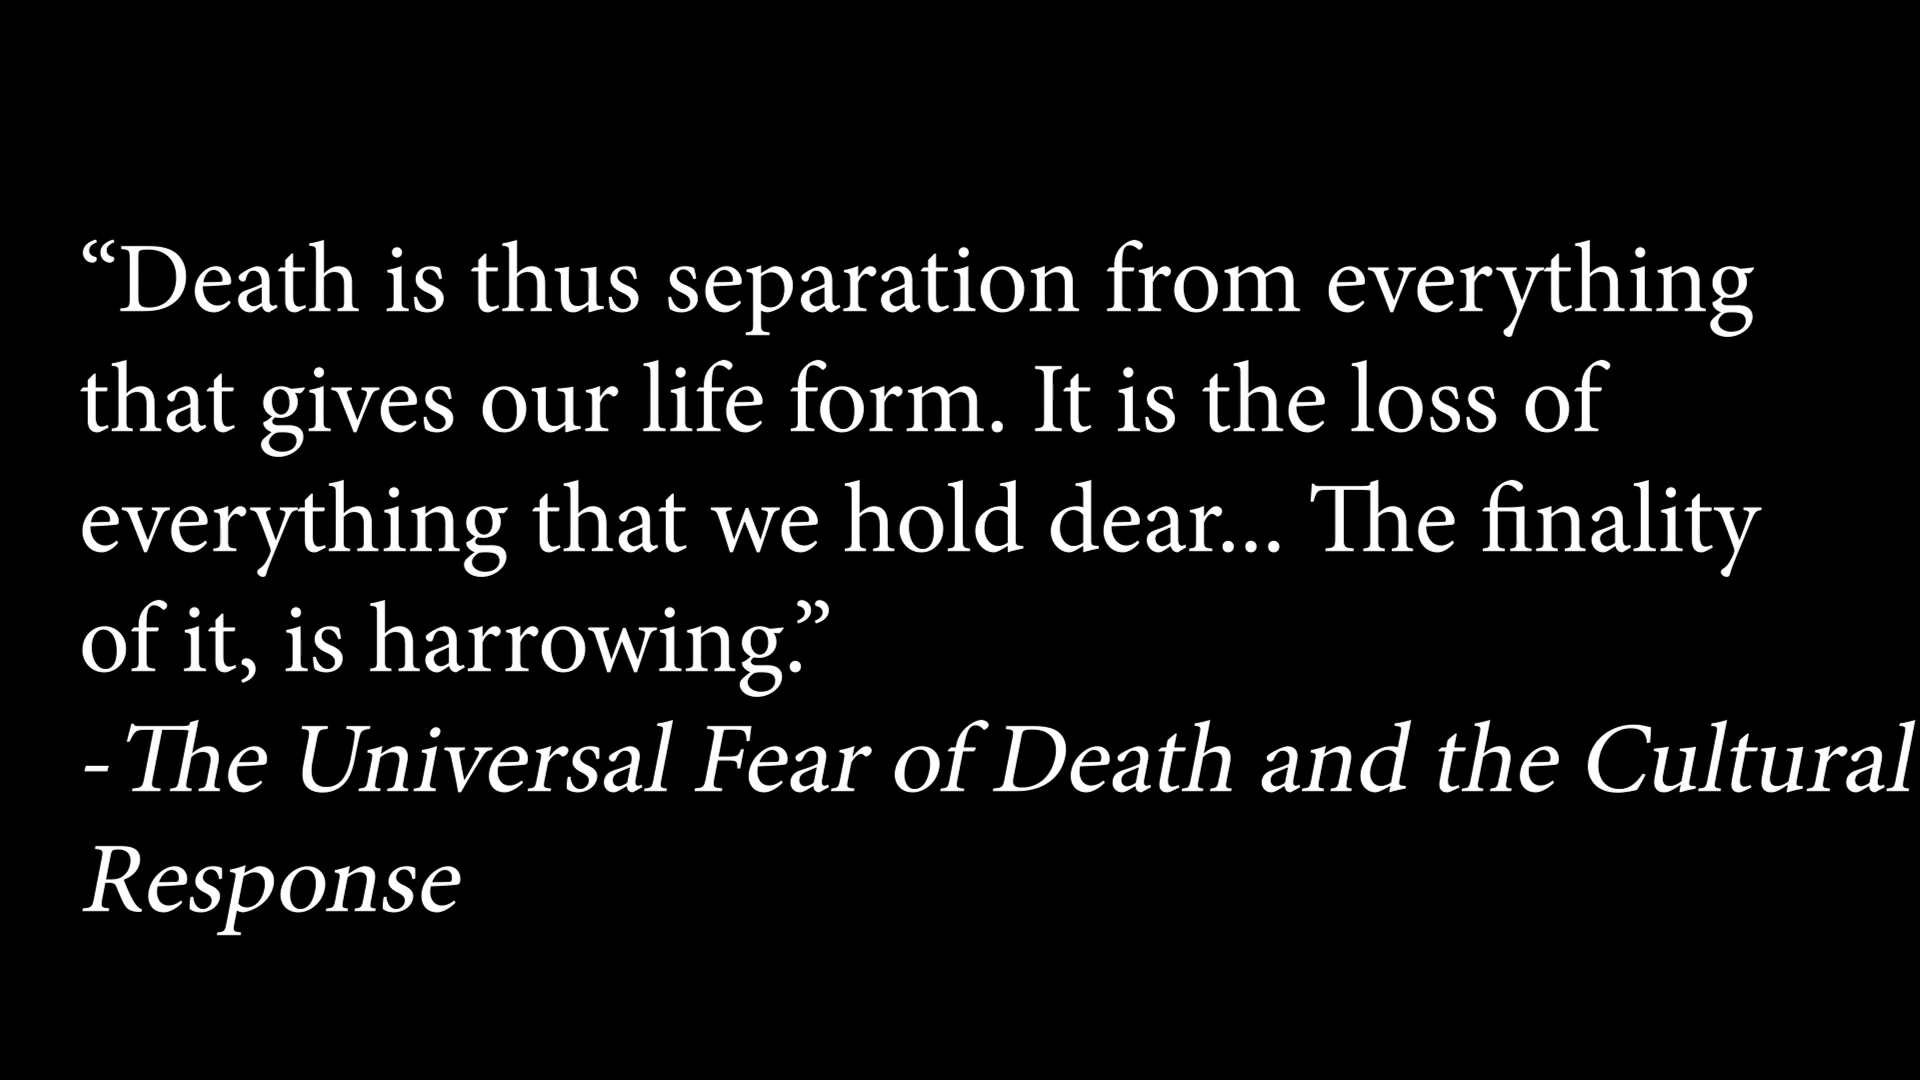 “Death is thus separation from everything
that gives our life form. It is the loss of
everything that we hold dear... The finality
of it, is harrowing.”
-The Universal Fear of Death and the Cultural
Response